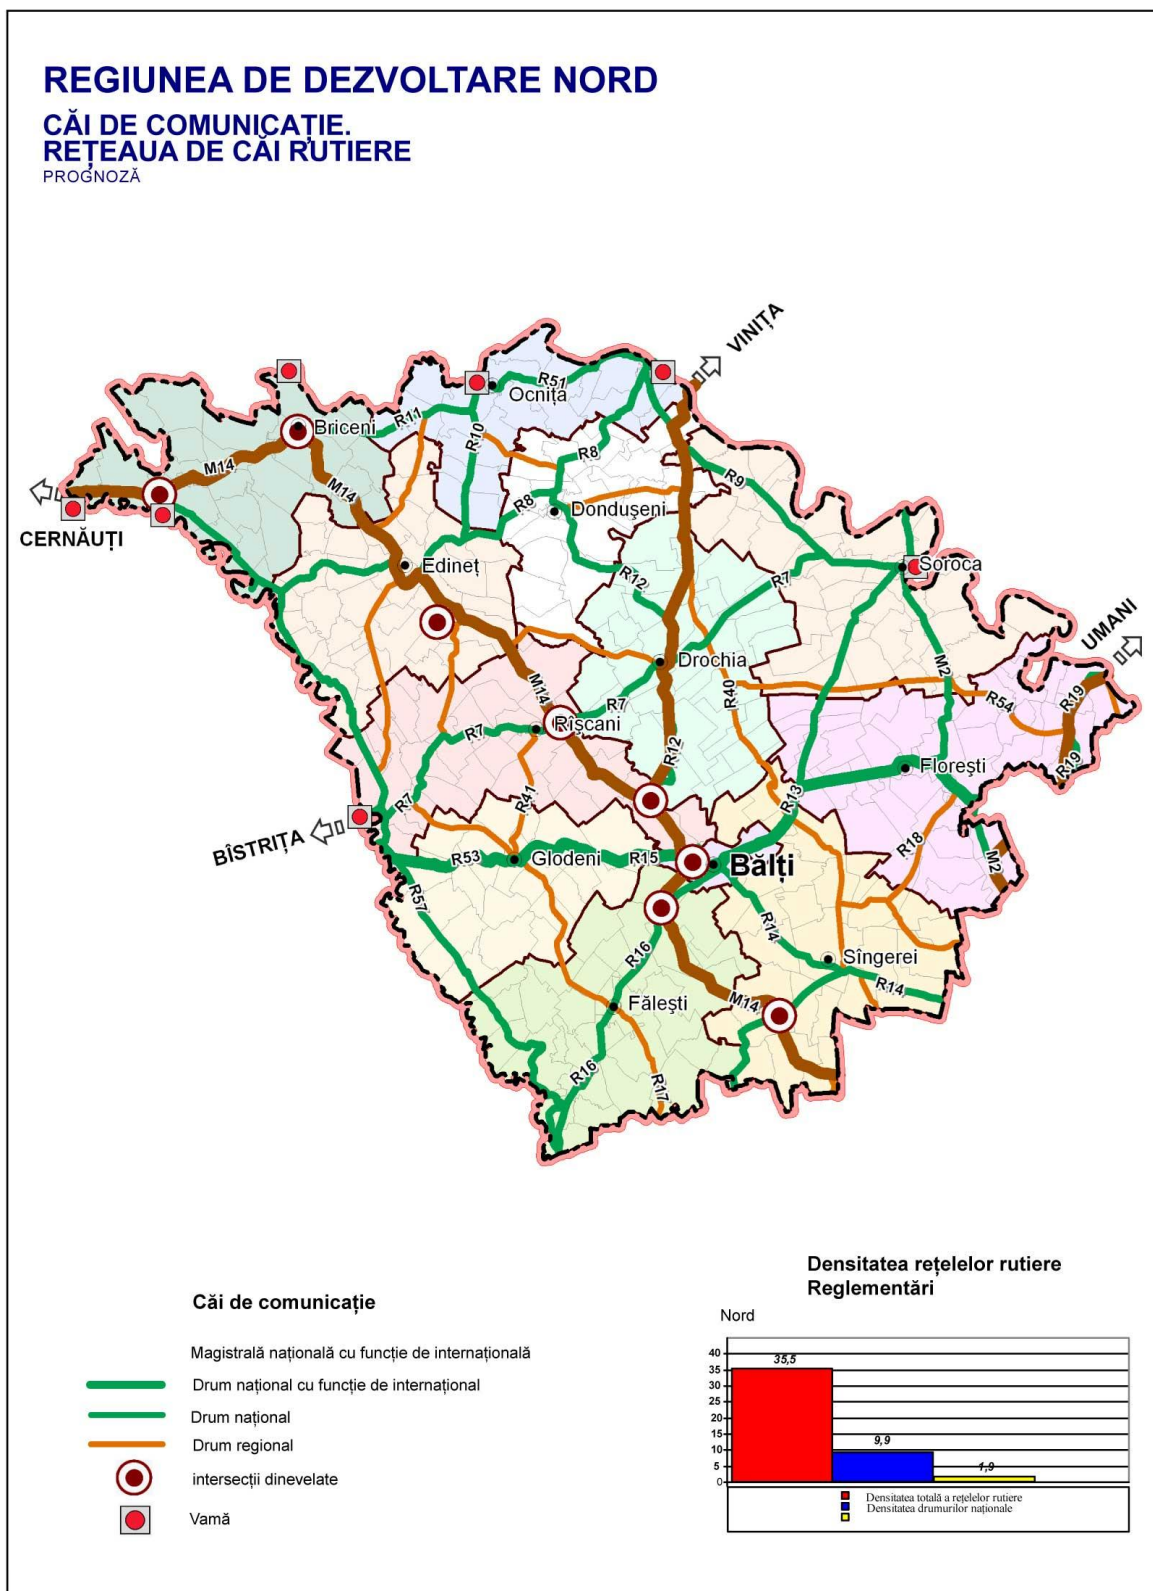 REGIUNEA DE DEZVOLTARE NORD
CĂI DE COMUNICAȚIE.
REȚEAUA DE CĂI RUTIERE
PROGNOZĂ
VINIȚA
R51
Ocnița
R11
Briceni
R10
M14
R8
M14
R9
R8
Dondușeni
CERNĂUȚI
Edineț
Soroca
R12
R7
UMANI
Drochia
M2
M14
R40
R54
R19
R7
Rîșcani
R7
R12
R19
Florești
R7
R41
R13
BÎSTRIȚA
R18
R53
Glodeni
R15
Bălți
M2
R57
R14
R16
Sîngerei
R14
M14
Fălești
R16
R17
Căi de comunicație
Magistrală națională cu funcție de internațională
Drum național cu funcție de internațional
Drum național
Drum regional
intersecții dinevelate
Vamă
Densitatea rețelelor rutiere
Reglementări
Nord
40
35
30
25
20
15
10
5
0
35,5
9,9
1,9
Densitatea totală a rețelelor rutiere
Densitatea drumurilor naționale